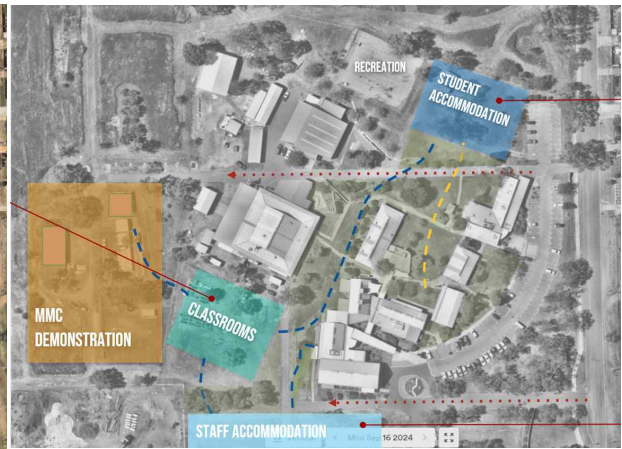 RECREATION
STUDENT
ACCOMMODATION
MMC
DEMONSTRATION
CLASSROOMS
STAFF ACCOMMODATION
Mon Sep 16 2024